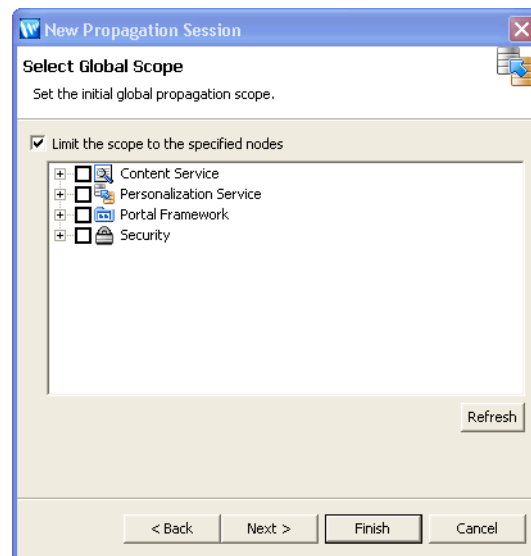 New Propagation Session
Select Global Scope
Set the initial global propagation scope.
Limit the scope to the specified nodes
Content Service
Personalization Service
Portal Framework
Security
Refresh
< Back Next > Finish Cancel